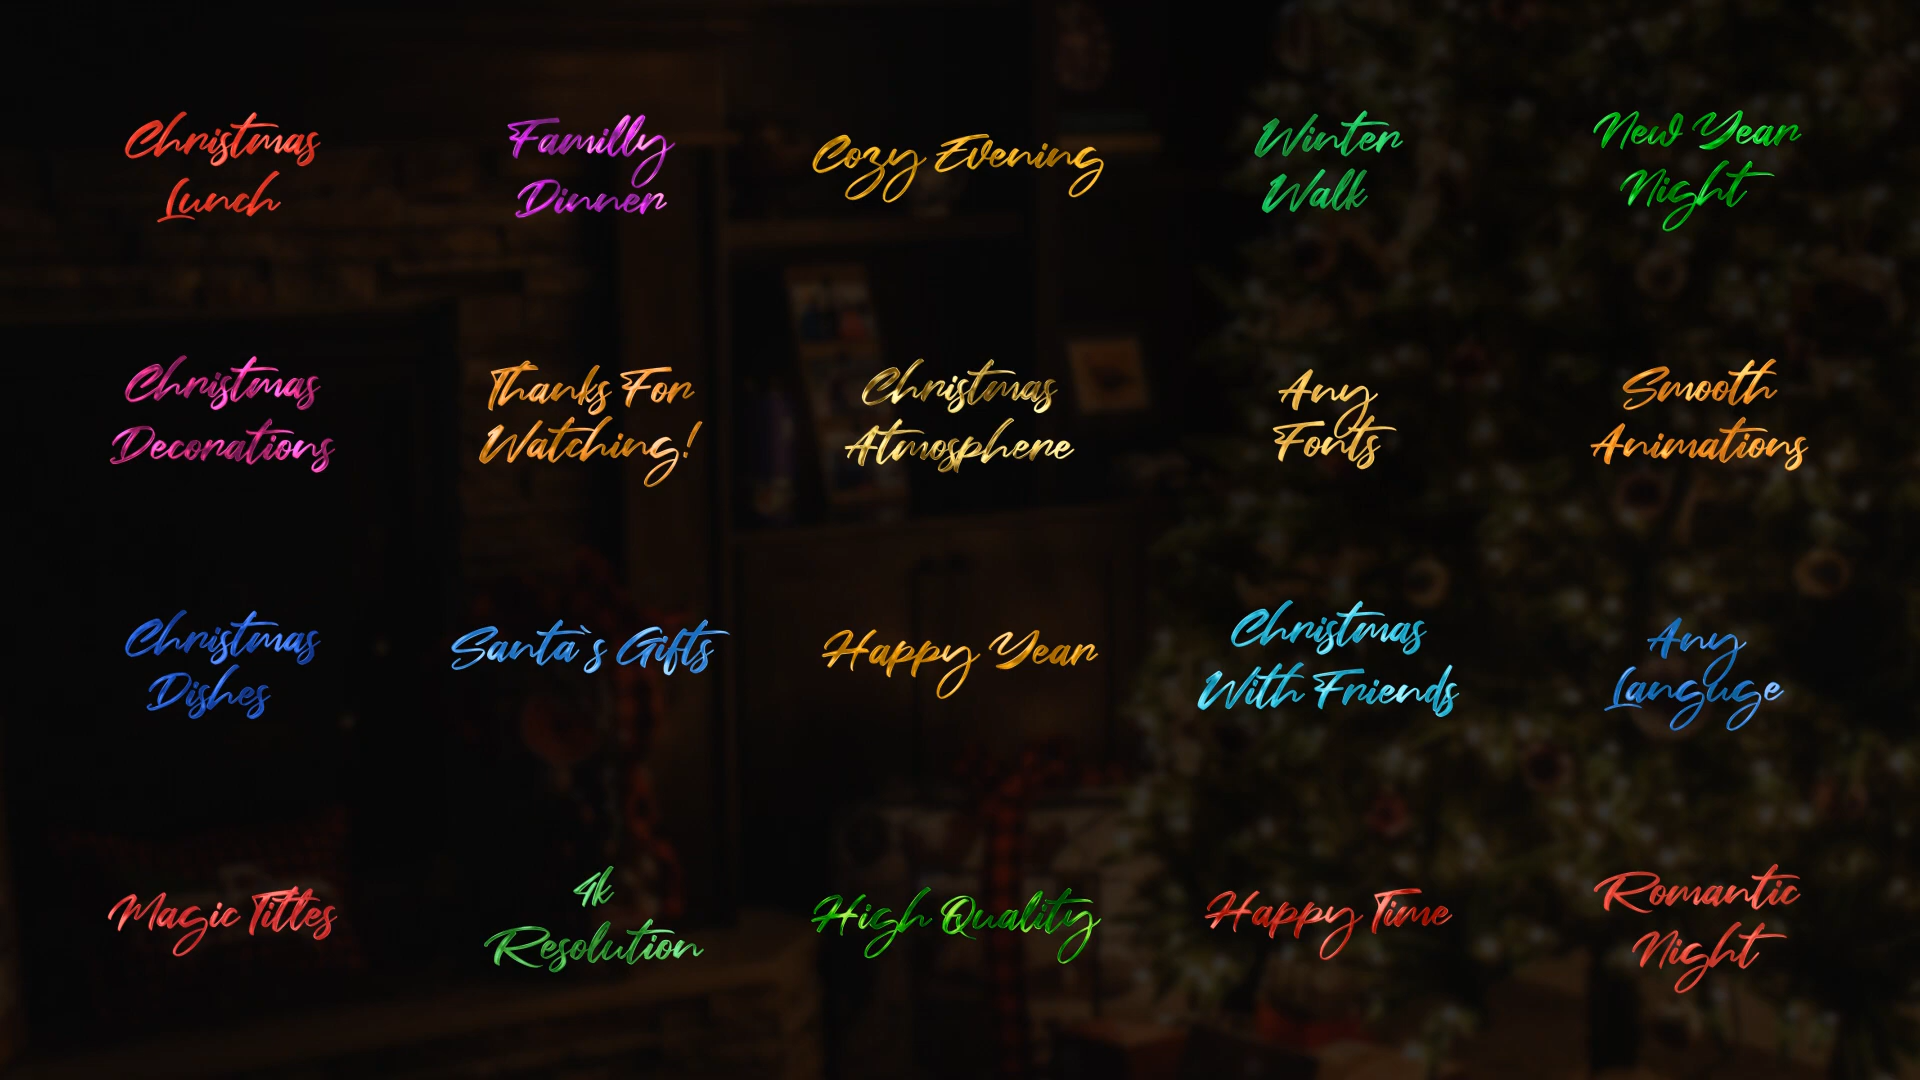 Christmas
Lunch
Familly
Dinner
Cozy Evening
Winter
Walk
New Year
Night
Christmas
Decorations
Thanks For
Watching!
Christmas
Atmosphere
Any
Fonts
Smooth
Animations
Christmas
Dishes
Santa`s Gifts
Happy Year
Christmas
With Friends
Any
Languge
Magic Titles
4k
Resolution
High Quality
Happy Time
Romantic
Night